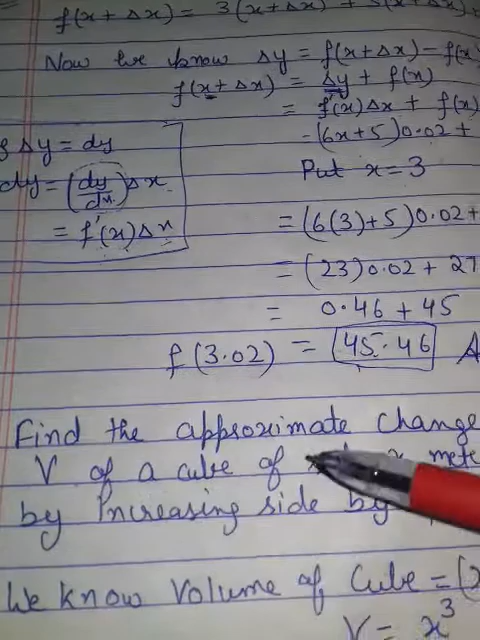 f(x+Δx) = 3(x+Δx)
Now we know Δy = f(x+Δx) - f(x
f(x+Δx) = Δy + f(x)
= f'(x)Δx + f(x)
= (6x+5)0.02 +
Δy = dy
dy = (dy/dx)Δx.
= f'(x)Δx
Put x = 3
= (6(3)+5)0.02 +
= (23)0.02 + 27
= 0.46 + 45
f(3.02) = 45.46 A
Find the approximate change
V of a cube of side x mete
by increasing side by
We know Volume of Cube = (
V = x³